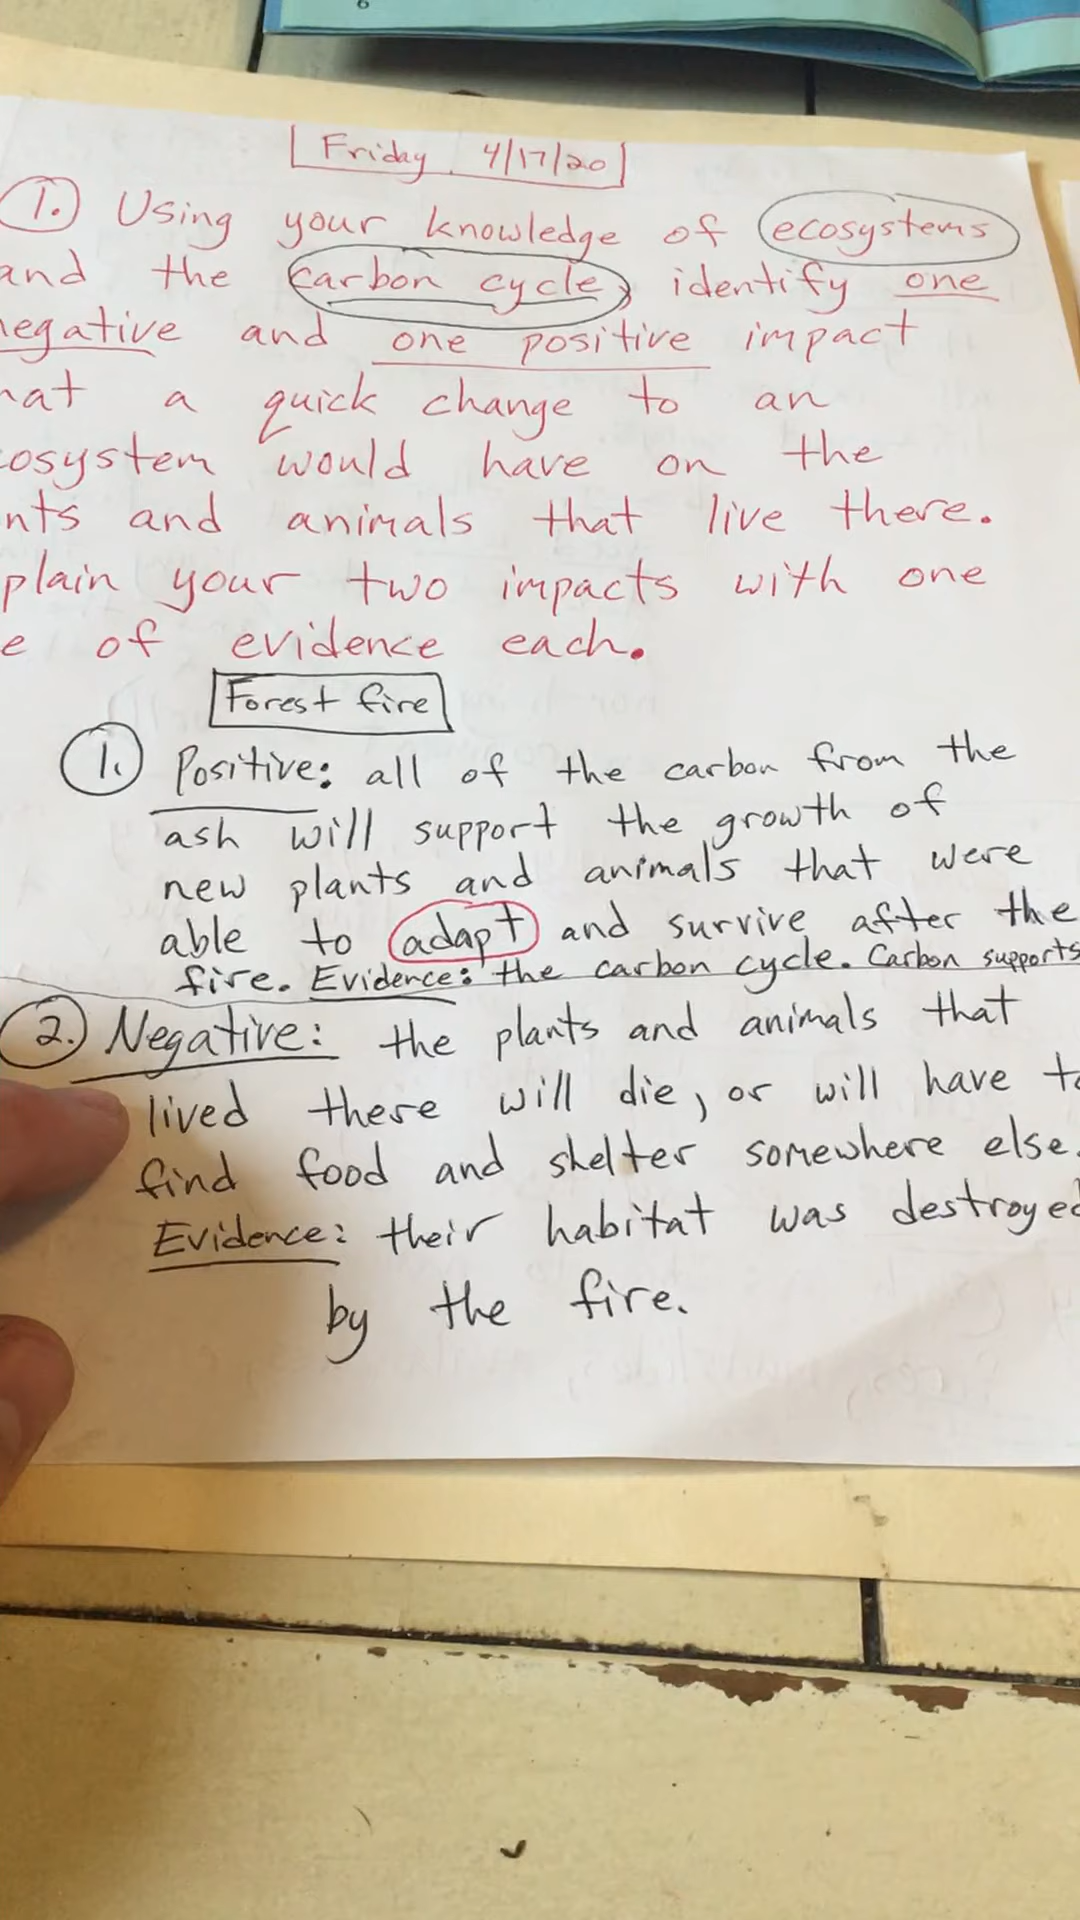 Friday 4/17/20
1. Using your knowledge of ecosystems
and the carbon cycle, identify one
negative and one positive impact
hat a quick change to an
cosystem would have on the
nts and animals that live there.
plain your two impacts with one
e of evidence each.
Forest fire
1. Positive: all of the carbon from the
ash will support the growth of
new plants and animals that were
able to adapt and survive after the
fire. Evidence: the carbon cycle. Carbon supports
2. Negative: the plants and animals that
lived there will die, or will have to
find food and shelter somewhere else.
Evidence: their habitat was destroyed
by the fire.